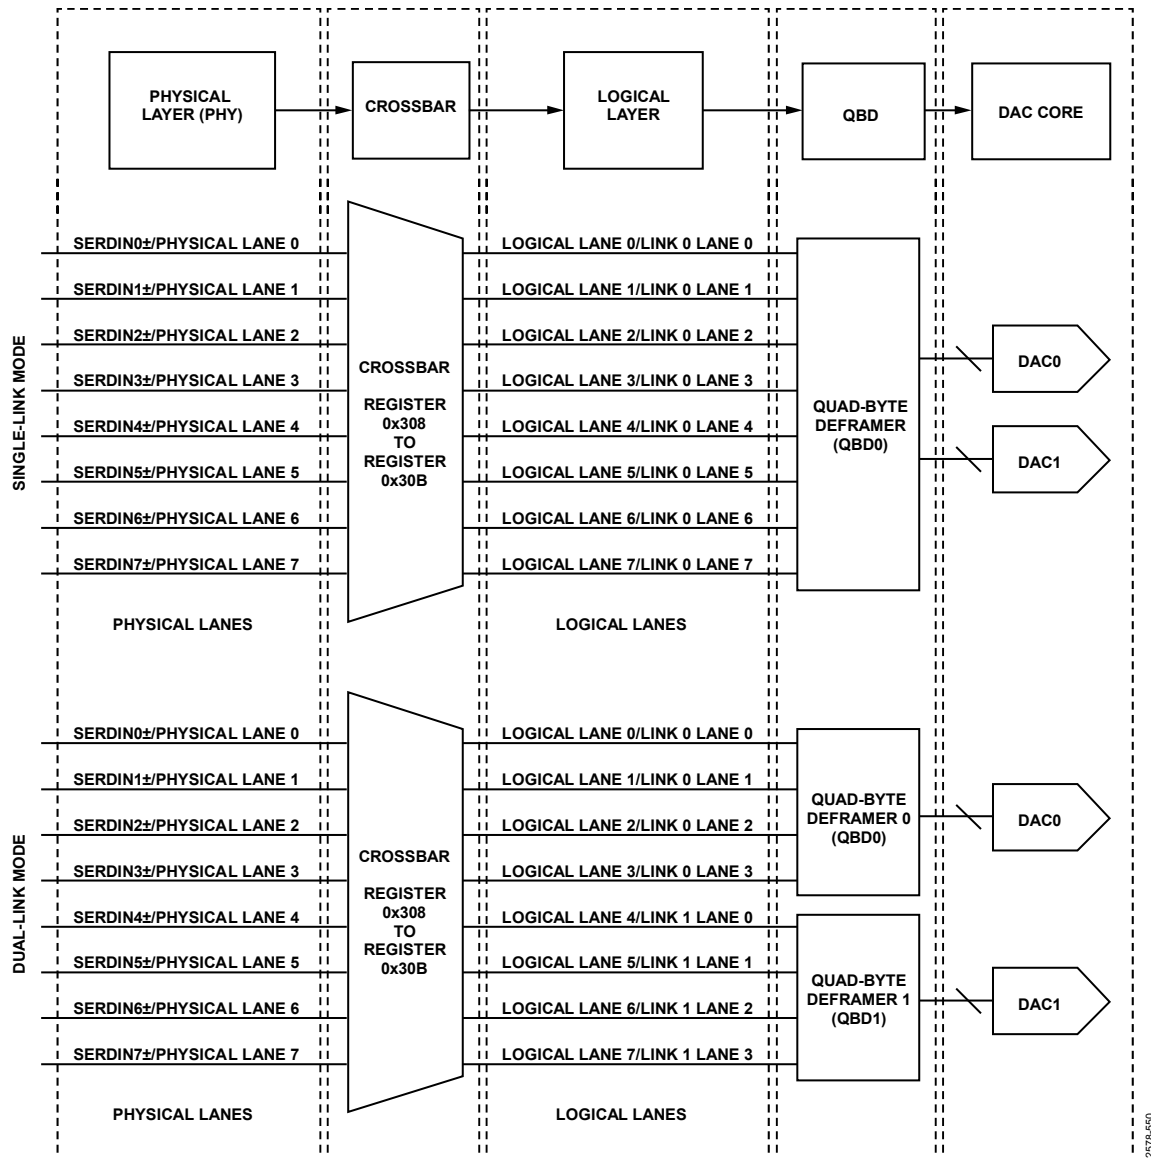 PHYSICAL
LAYER (PHY)
CROSSBAR
LOGICAL
LAYER
QBD
DAC CORE
SINGLE-LINK MODE
SERDIN0±/PHYSICAL LANE 0
SERDIN1±/PHYSICAL LANE 1
SERDIN2±/PHYSICAL LANE 2
SERDIN3±/PHYSICAL LANE 3
SERDIN4±/PHYSICAL LANE 4
SERDIN5±/PHYSICAL LANE 5
SERDIN6±/PHYSICAL LANE 6
SERDIN7±/PHYSICAL LANE 7
PHYSICAL LANES
CROSSBAR
REGISTER
0x308
TO
REGISTER
0x30B
LOGICAL LANE 0/LINK 0 LANE 0
LOGICAL LANE 1/LINK 0 LANE 1
LOGICAL LANE 2/LINK 0 LANE 2
LOGICAL LANE 3/LINK 0 LANE 3
LOGICAL LANE 4/LINK 0 LANE 4
LOGICAL LANE 5/LINK 0 LANE 5
LOGICAL LANE 6/LINK 0 LANE 6
LOGICAL LANE 7/LINK 0 LANE 7
LOGICAL LANES
QUAD-BYTE
DEFRAMER
(QBD0)
DAC0
DAC1
DUAL-LINK MODE
SERDIN0±/PHYSICAL LANE 0
SERDIN1±/PHYSICAL LANE 1
SERDIN2±/PHYSICAL LANE 2
SERDIN3±/PHYSICAL LANE 3
SERDIN4±/PHYSICAL LANE 4
SERDIN5±/PHYSICAL LANE 5
SERDIN6±/PHYSICAL LANE 6
SERDIN7±/PHYSICAL LANE 7
PHYSICAL LANES
CROSSBAR
REGISTER
0x308
TO
REGISTER
0x30B
LOGICAL LANE 0/LINK 0 LANE 0
LOGICAL LANE 1/LINK 0 LANE 1
LOGICAL LANE 2/LINK 0 LANE 2
LOGICAL LANE 3/LINK 0 LANE 3
LOGICAL LANE 4/LINK 1 LANE 0
LOGICAL LANE 5/LINK 1 LANE 1
LOGICAL LANE 6/LINK 1 LANE 2
LOGICAL LANE 7/LINK 1 LANE 3
LOGICAL LANES
QUAD-BYTE
DEFRAMER 0
(QBD0)
QUAD-BYTE
DEFRAMER 1
(QBD1)
DAC0
DAC1